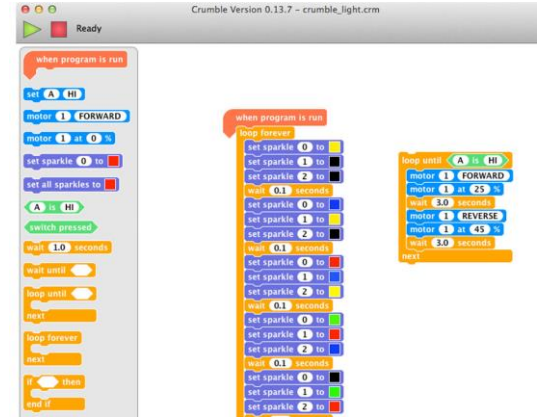 Crumble Version 0.13.7 – crumble_light.crm
Ready
when program is run
set A HI
motor 1 FORWARD
motor 1 at 0 %
set sparkle 0 to
set all sparkles to
A is HI
switch pressed
wait 1.0 seconds
wait until
loop until
next
loop forever
next
if then
end if
when program is run
loop forever
set sparkle 0 to
set sparkle 1 to
set sparkle 2 to
wait 0.1 seconds
set sparkle 0 to
set sparkle 1 to
set sparkle 2 to
wait 0.1 seconds
set sparkle 0 to
set sparkle 1 to
set sparkle 2 to
wait 0.1 seconds
set sparkle 0 to
set sparkle 1 to
set sparkle 2 to
wait 0.1 seconds
set sparkle 0 to
set sparkle 1 to
set sparkle 2 to
loop until A is HI
motor 1 FORWARD
motor 1 at 25 %
wait 3.0 seconds
motor 1 REVERSE
motor 1 at 45 %
wait 3.0 seconds
next